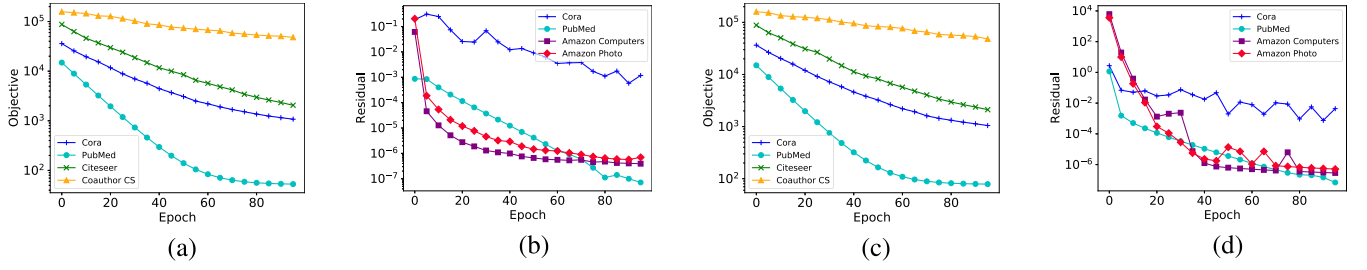 10^5
10^4
10^3
10^2
Objective
0 20 40 60 80
Epoch
Cora
PubMed
Citeseer
Coauthor CS
(a)
10^-1
10^-2
10^-3
10^-4
10^-5
10^-6
10^-7
Residual
0 20 40 60 80
Epoch
Cora
PubMed
Amazon Computers
Amazon Photo
(b)
10^5
10^4
10^3
10^2
Objective
0 20 40 60 80
Epoch
Cora
PubMed
Citeseer
Coauthor CS
(c)
10^4
10^2
10^0
10^-2
10^-4
10^-6
Residual
0 20 40 60 80
Epoch
Cora
PubMed
Amazon Computers
Amazon Photo
(d)